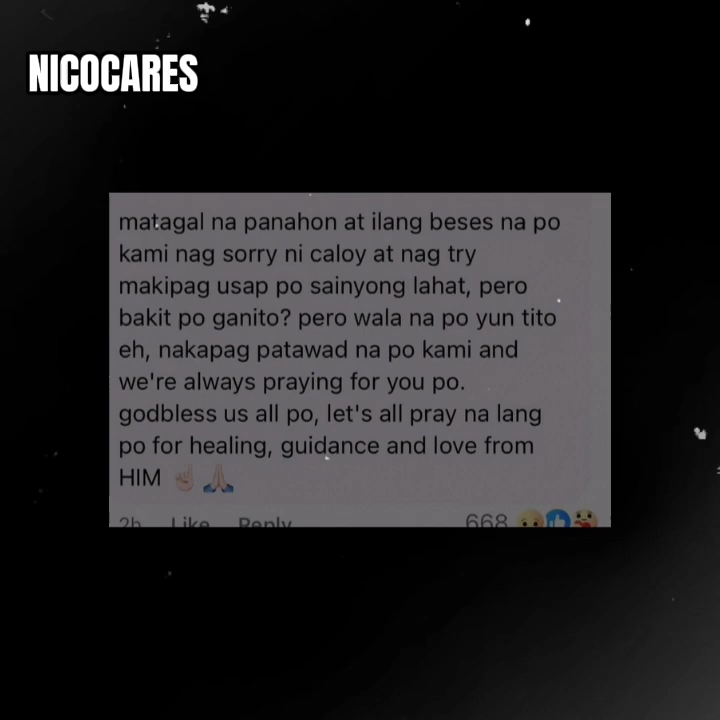 NICOCARES
matagal na panahon at ilang beses na po
kami nag sorry ni caloy at nag try
makipag usap po sainyong lahat, pero
bakit po ganito? pero wala na po yun tito
eh, nakapag patawad na po kami and
we're always praying for you po.
godbless us all po, let's all pray na lang
po for healing, guidance and love from
HIM ☝🏻🙏🏻
2h Like Reply 668